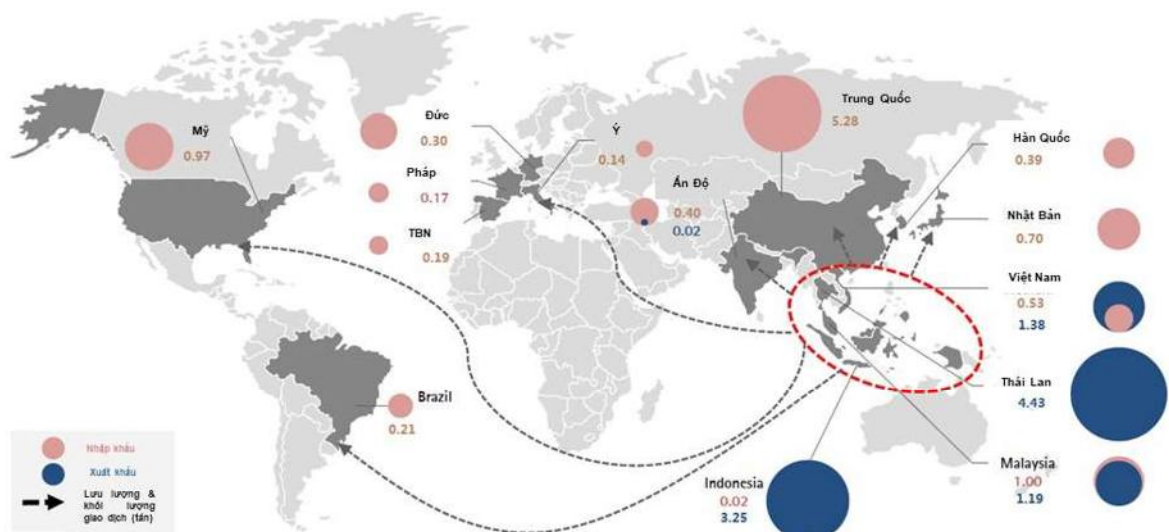 Mỹ
0.97
Đức
0.30
Pháp
0.17
TBN
0.19
Ý
0.14
Ấn Độ
0.40
0.02
Trung Quốc
5.28
Hàn Quốc
0.39
Nhật Bản
0.70
Việt Nam
0.53
1.38
Thái Lan
4.43
Malaysia
1.00
1.19
Indonesia
0.02
3.25
Brazil
0.21
Nhập khẩu
Xuất khẩu
Lưu lượng &
khối lượng
giao dịch (tấn)